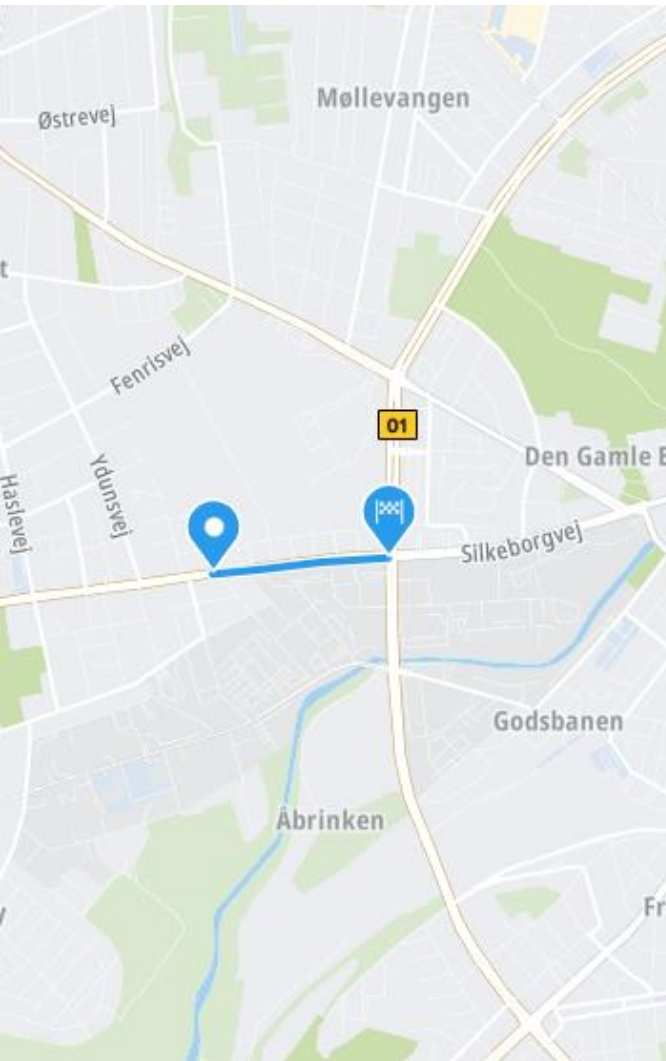 Møllevangen
Østrevej
t
Fenrisvej
01
Den Gamle B
Haslevej
Ydunsvej
Silkeborgvej
Godsbanen
Åbrinken
Fr
y